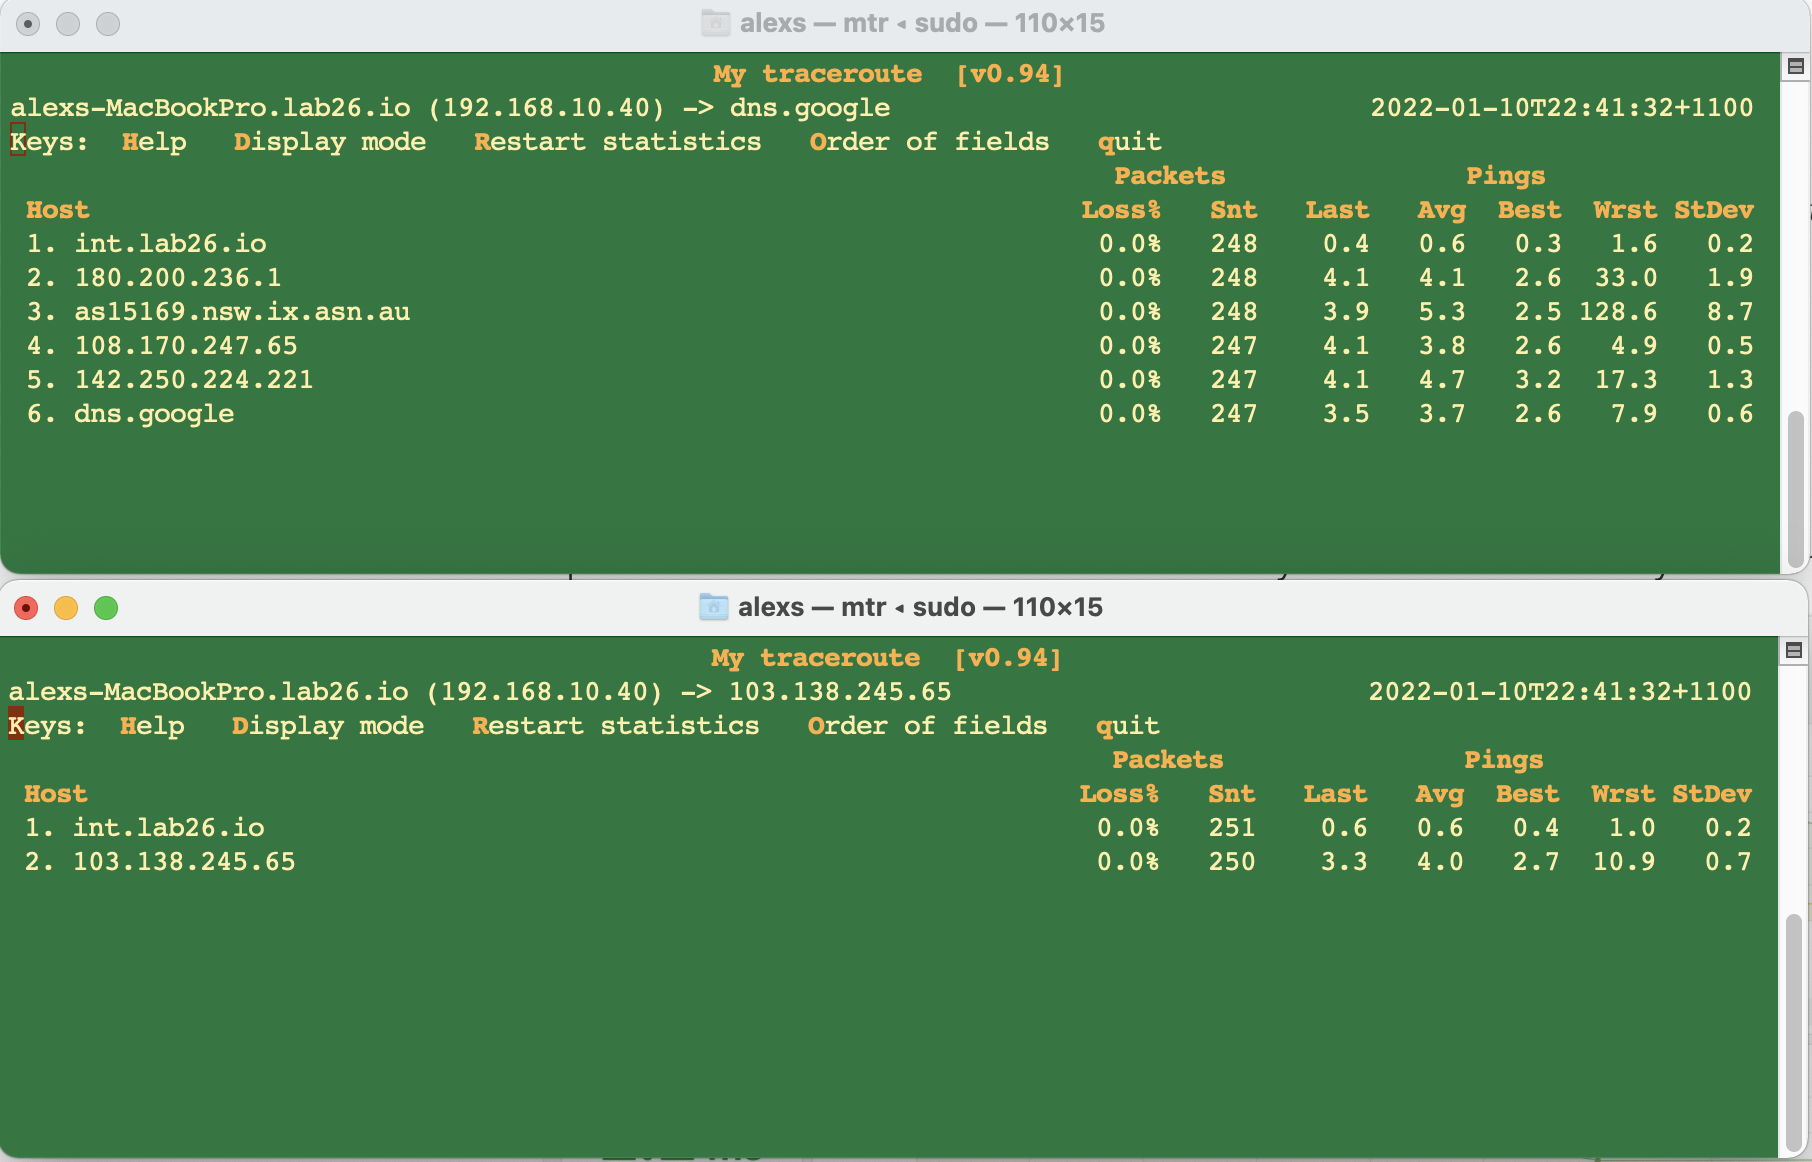 alexs — mtr ◂ sudo — 110×15
My traceroute  [v0.94]
alexs-MacBookPro.lab26.io (192.168.10.40) -> dns.google 2022-01-10T22:41:32+1100
Keys:  Help   Display mode   Restart statistics   Order of fields   quit
Packets Pings
Host Loss% Snt Last Avg Best Wrst StDev
1. int.lab26.io 0.0% 248 0.4 0.6 0.3 1.6 0.2
2. 180.200.236.1 0.0% 248 4.1 4.1 2.6 33.0 1.9
3. as15169.nsw.ix.asn.au 0.0% 248 3.9 5.3 2.5 128.6 8.7
4. 108.170.247.65 0.0% 247 4.1 3.8 2.6 4.9 0.5
5. 142.250.224.221 0.0% 247 4.1 4.7 3.2 17.3 1.3
6. dns.google 0.0% 247 3.5 3.7 2.6 7.9 0.6
alexs — mtr ◂ sudo — 110×15
My traceroute  [v0.94]
alexs-MacBookPro.lab26.io (192.168.10.40) -> 103.138.245.65 2022-01-10T22:41:32+1100
Keys:  Help   Display mode   Restart statistics   Order of fields   quit
Packets Pings
Host Loss% Snt Last Avg Best Wrst StDev
1. int.lab26.io 0.0% 251 0.6 0.6 0.4 1.0 0.2
2. 103.138.245.65 0.0% 250 3.3 4.0 2.7 10.9 0.7